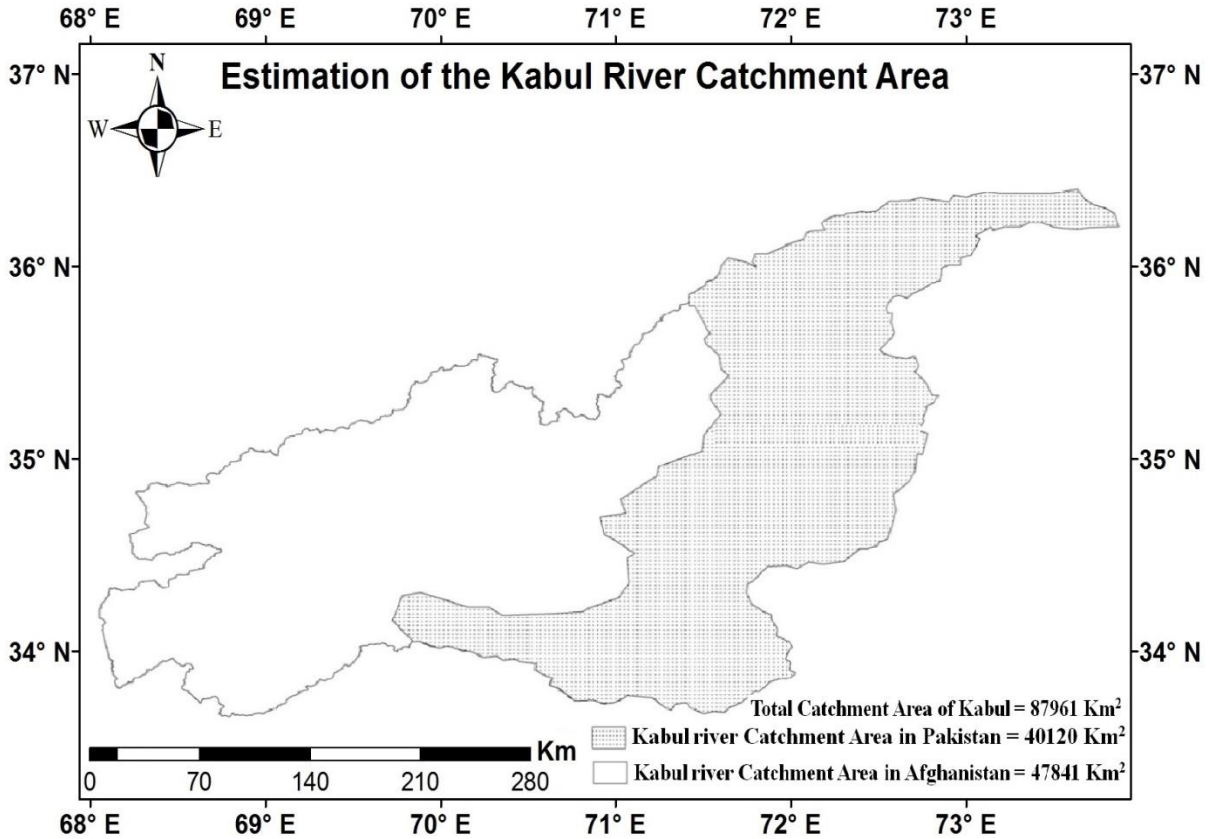 68° E 69° E 70° E 71° E 72° E 73° E
37° N 37° N
N
Estimation of the Kabul River Catchment Area
W E
36° N 36° N
35° N 35° N
34° N 34° N
Total Catchment Area of Kabul = 87961 Km²
Kabul river Catchment Area in Pakistan = 40120 Km²
Kabul river Catchment Area in Afghanistan = 47841 Km²
Km
0 70 140 210 280
68° E 69° E 70° E 71° E 72° E 73° E